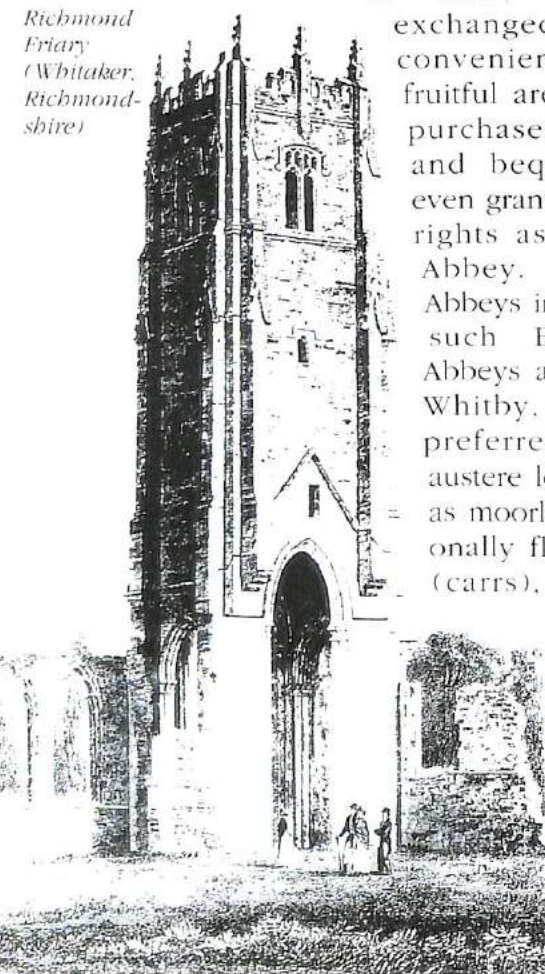 Richmond
Friary
(Whitaker,
Richmond-
shire)
exchanged
convenien
fruitful are
purchase
and beq
even gran
rights as
Abbey.
Abbeys in
such E
Abbeys a
Whitby.
preferre
austere lo
as moorl
onally fl
(carrs),